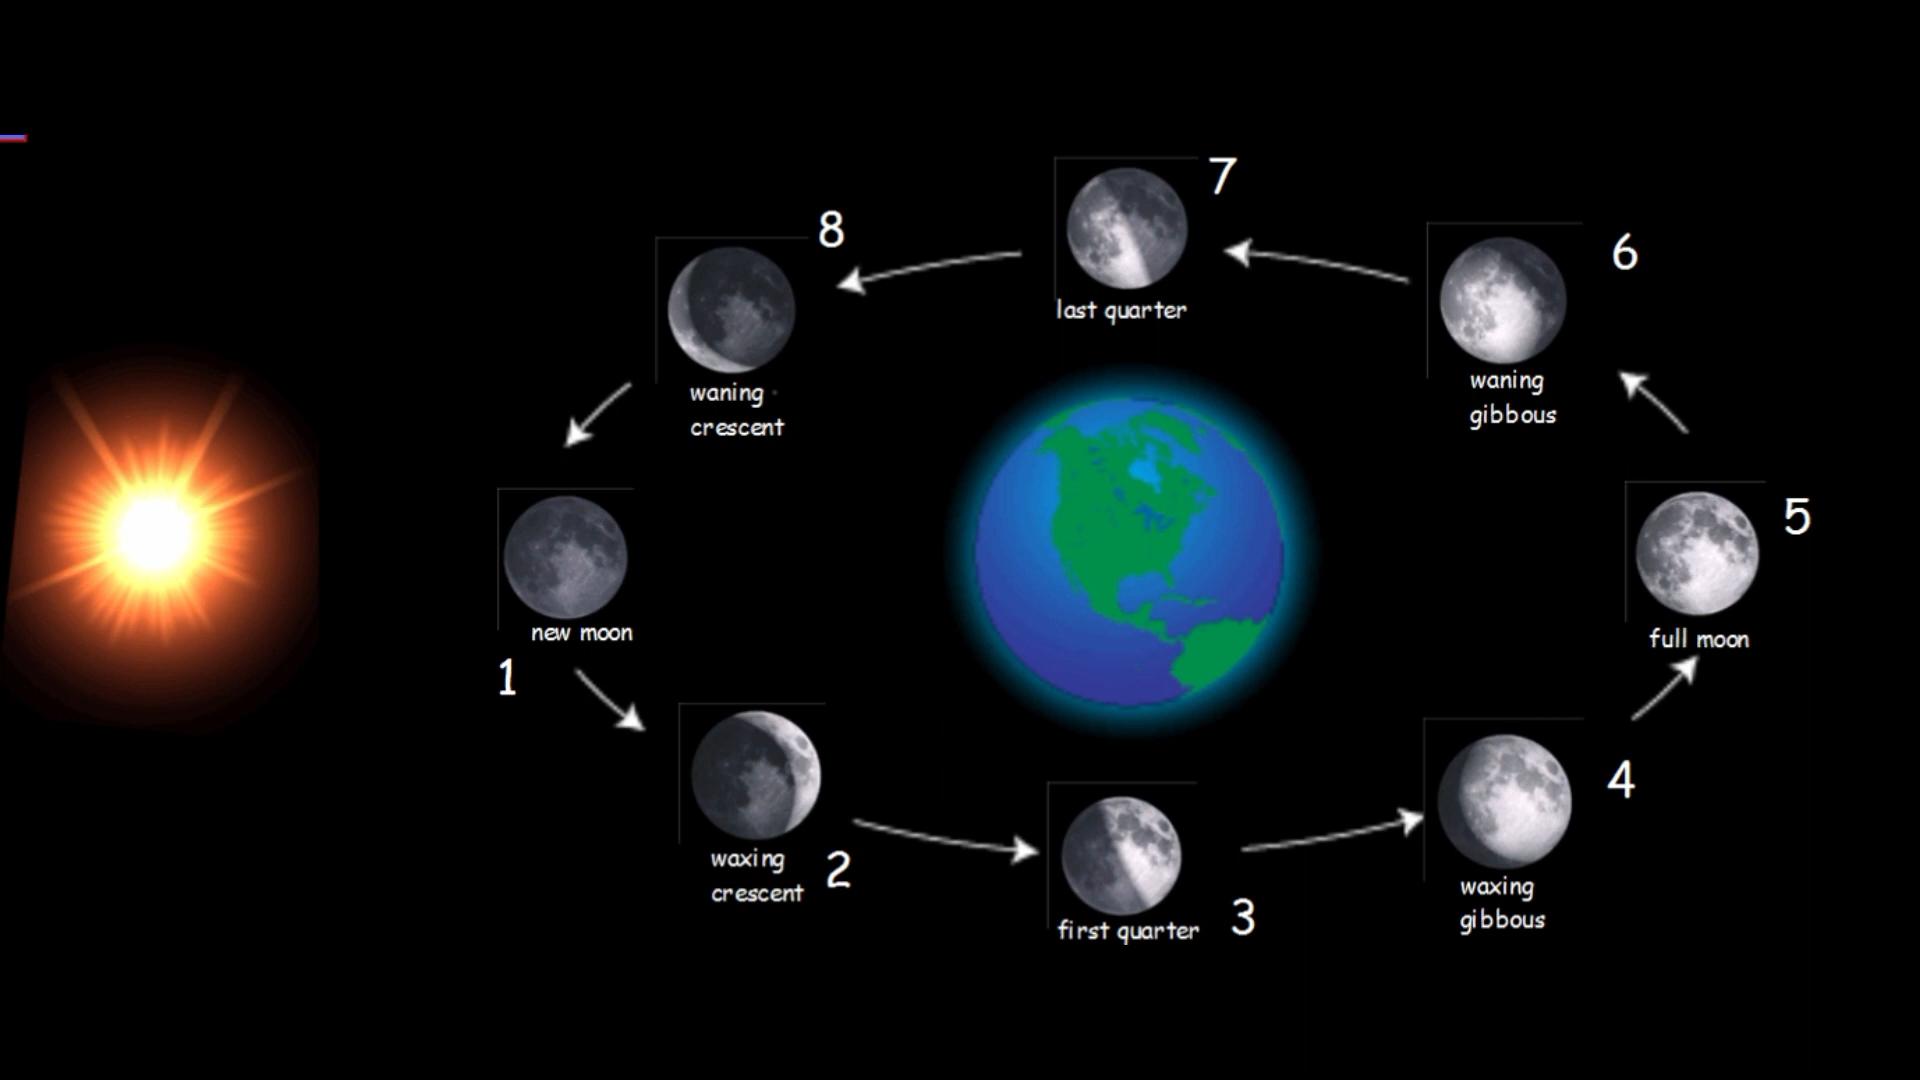 7
8
6
last quarter
waning
gibbous
waning
crescent
5
new moon
full moon
1
4
waxing
crescent
2
waxing
gibbous
first quarter
3